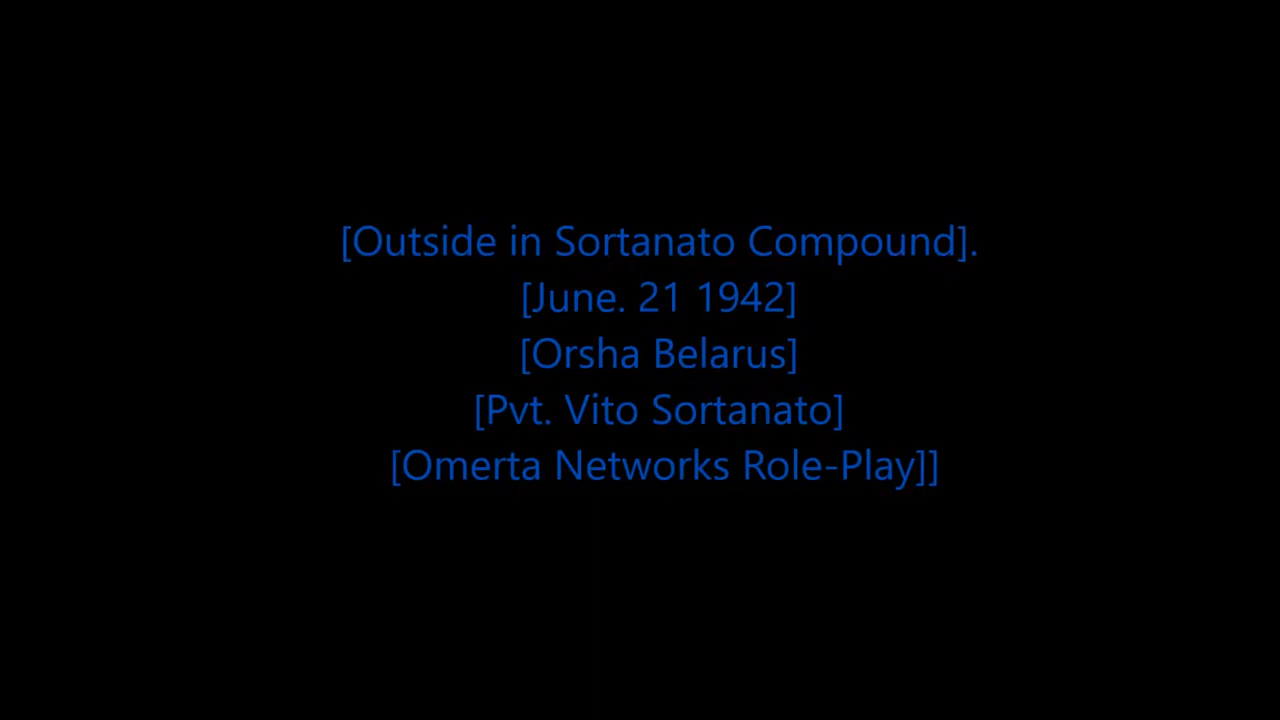 [Outside in Sortanato Compound].
[June. 21 1942]
[Orsha Belarus]
[Pvt. Vito Sortanato]
[Omerta Networks Role-Play]]